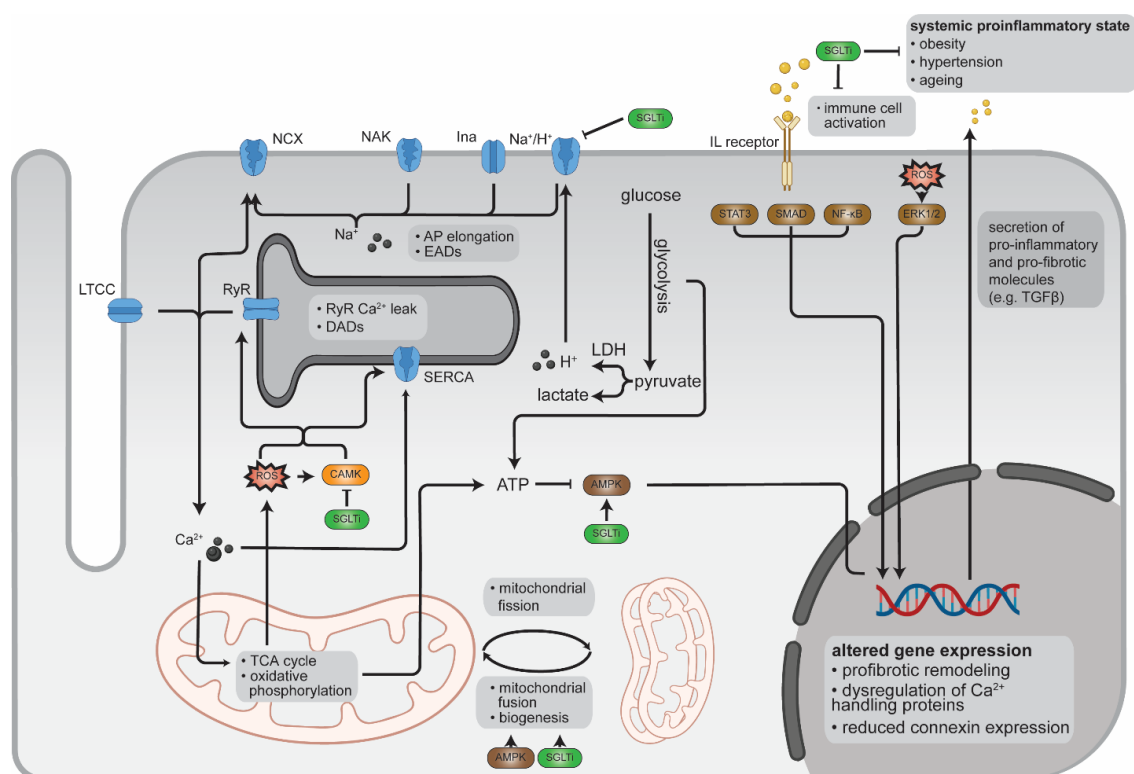 systemic proinflammatory state
• obesity
• hypertension
• ageing
SGLTi
• immune cell
activation
SGLTi
NCX
NAK
Ina
Na⁺/H⁺
IL receptor
ROS
glucose
STAT3
SMAD
NF-κB
ERK1/2
Na⁺
• AP elongation
• EADs
glycolysis
secretion of
pro-inflammatory
and pro-fibrotic
molecules
(e.g. TGFβ)
LTCC
RyR
• RyR Ca²⁺ leak
• DADs
SERCA
H⁺
LDH
lactate
pyruvate
ROS
CAMK
SGLTi
ATP
AMPK
SGLTi
Ca²⁺
• mitochondrial
fission
• TCA cycle
• oxidative
phosphorylation
• mitochondrial
fusion
• biogenesis
AMPK
SGLTi
altered gene expression
• profibrotic remodeling
• dysregulation of Ca²⁺
handling proteins
• reduced connexin expression